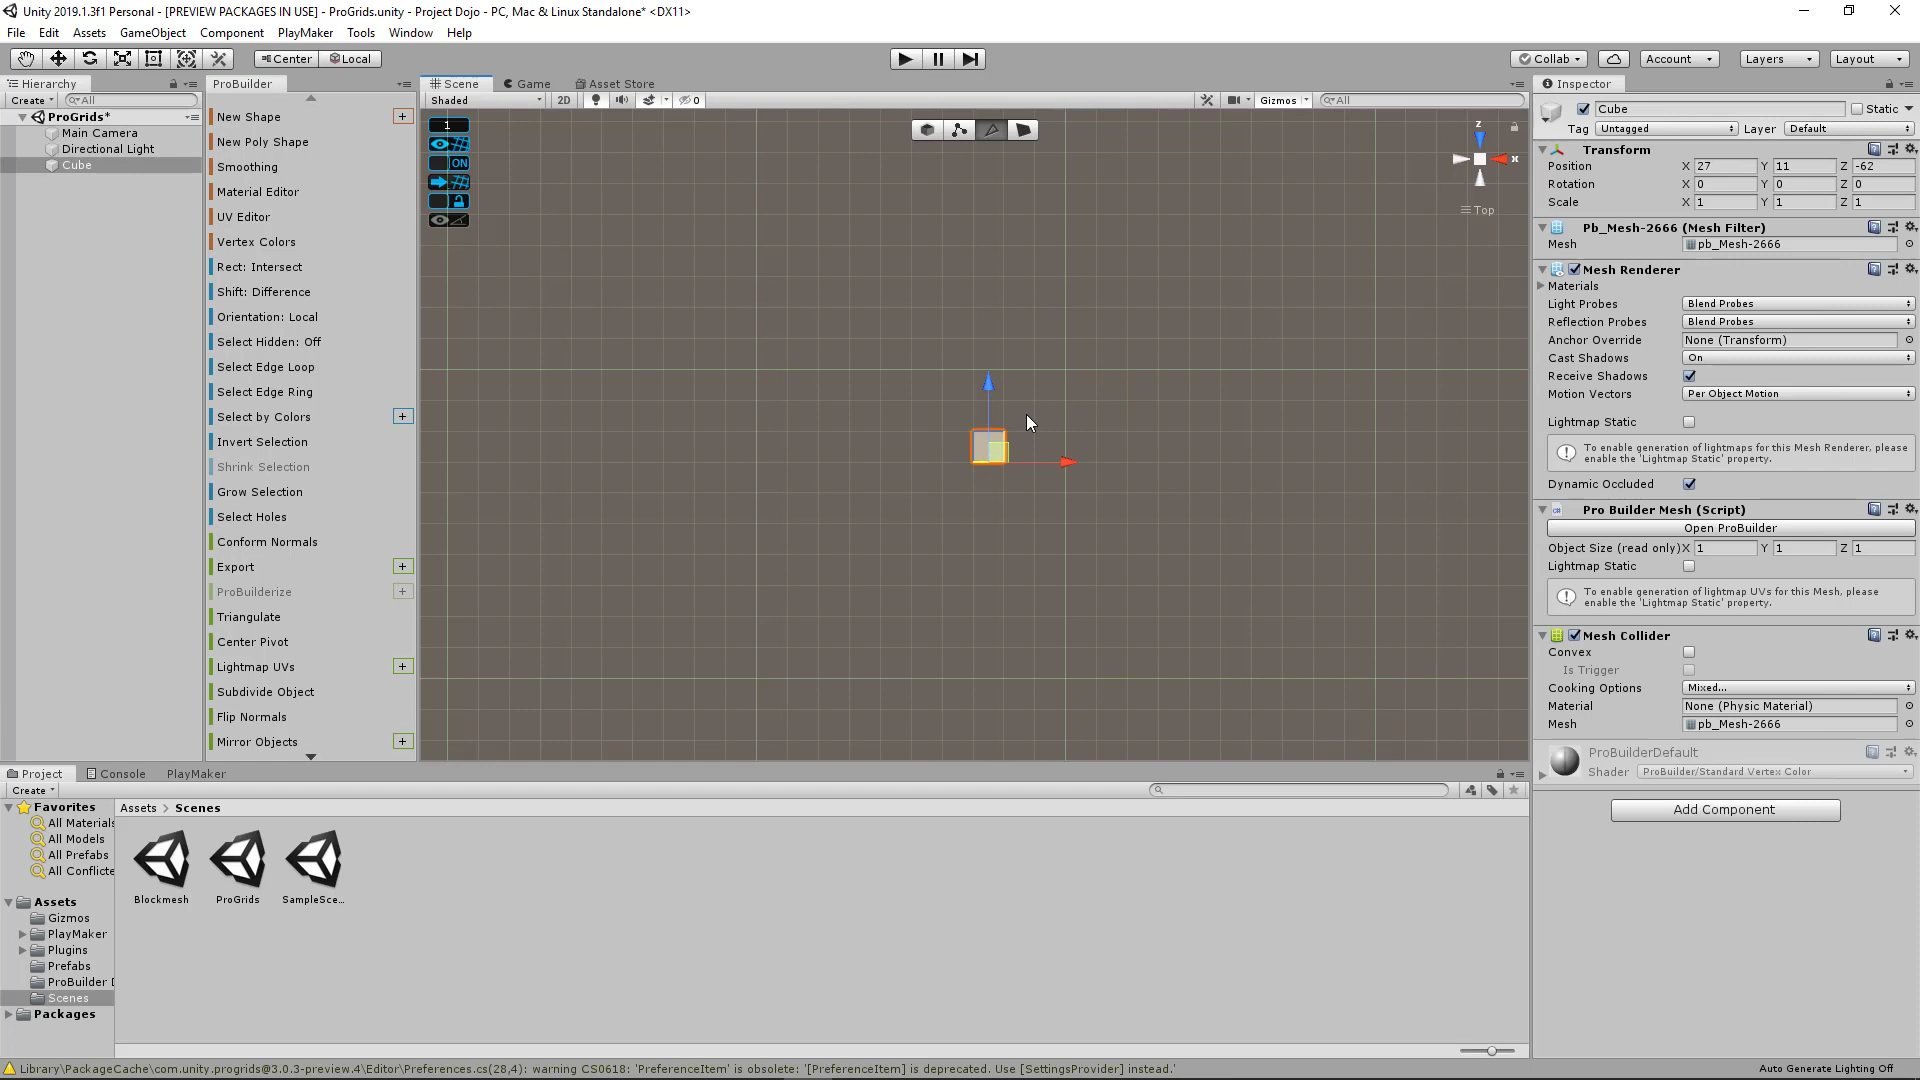 Unity 2019.1.3f1 Personal - [PREVIEW PACKAGES IN USE] - ProGrids.unity - Project Dojo - PC, Mac & Linux Standalone* <DX11>
File Edit Assets GameObject Component PlayMaker Tools Window Help
Center Local Collab Account Layers Layout
Hierarchy
Create All
ProGrids*
Main Camera
Directional Light
Cube
ProBuilder
New Shape
New Poly Shape
Smoothing
Material Editor
UV Editor
Vertex Colors
Rect: Intersect
Shift: Difference
Orientation: Local
Select Hidden: Off
Select Edge Loop
Select Edge Ring
Select by Colors
Invert Selection
Shrink Selection
Grow Selection
Select Holes
Conform Normals
Export
ProBuilderize
Triangulate
Center Pivot
Lightmap UVs
Subdivide Object
Flip Normals
Mirror Objects
Scene Game Asset Store
Shaded 2D 0 Gizmos All
1
ON
z
x
Top
Inspector
Cube Static
Tag Untagged Layer Default
Transform
Position X 27 Y 11 Z -62
Rotation X 0 Y 0 Z 0
Scale X 1 Y 1 Z 1
Pb_Mesh-2666 (Mesh Filter)
Mesh pb_Mesh-2666
Mesh Renderer
Materials
Light Probes Blend Probes
Reflection Probes Blend Probes
Anchor Override None (Transform)
Cast Shadows On
Receive Shadows
Motion Vectors Per Object Motion
Lightmap Static
To enable generation of lightmaps for this Mesh Renderer, please
enable the 'Lightmap Static' property.
Dynamic Occluded
Pro Builder Mesh (Script)
Open ProBuilder
Object Size (read only) X 1 Y 1 Z 1
Lightmap Static
To enable generation of lightmap UVs for this Mesh, please
enable the 'Lightmap Static' property.
Mesh Collider
Convex
Is Trigger
Cooking Options Mixed...
Material None (Physic Material)
Mesh pb_Mesh-2666
ProBuilderDefault
Shader ProBuilder/Standard Vertex Color
Add Component
Project Console PlayMaker
Create
Favorites
All Materials
All Models
All Prefabs
All Conflicte
Assets
Gizmos
PlayMaker
Plugins
Prefabs
ProBuilder D
Scenes
Packages
Assets > Scenes
Blockmesh ProGrids SampleSce...
Library\PackageCache\com.unity.progrids@3.0.3-preview.4\Editor\Preferences.cs(28,4): warning CS0618: 'PreferenceItem' is obsolete: '[PreferenceItem] is deprecated. Use [SettingsProvider] instead.'
Auto Generate Lighting Off